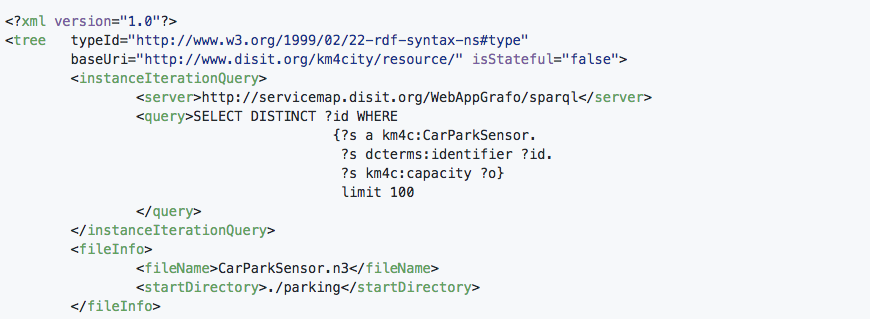 <?xml version="1.0"?>
<tree   typeId="http://www.w3.org/1999/02/22-rdf-syntax-ns#type"
        baseUri="http://www.disit.org/km4city/resource/" isStateful="false">
        <instanceIterationQuery>
                <server>http://servicemap.disit.org/WebAppGrafo/sparql</server>
                <query>SELECT DISTINCT ?id WHERE
                                        {?s a km4c:CarParkSensor.
                                         ?s dcterms:identifier ?id.
                                         ?s km4c:capacity ?o}
                                         limit 100
                </query>
        </instanceIterationQuery>
        <fileInfo>
                <fileName>CarParkSensor.n3</fileName>
                <startDirectory>./parking</startDirectory>
        </fileInfo>